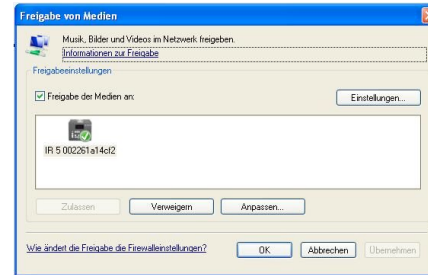 Freigabe von Medien
Musik, Bilder und Videos im Netzwerk freigeben.
Informationen zur Freigabe
Freigabeeinstellungen
Freigabe der Medien an:
Einstellungen...
IR 5 002261a14cf2
Zulassen
Verweigern
Anpassen...
Wie ändert die Freigabe die Firewalleinstellungen?
OK
Abbrechen
Übernehmen